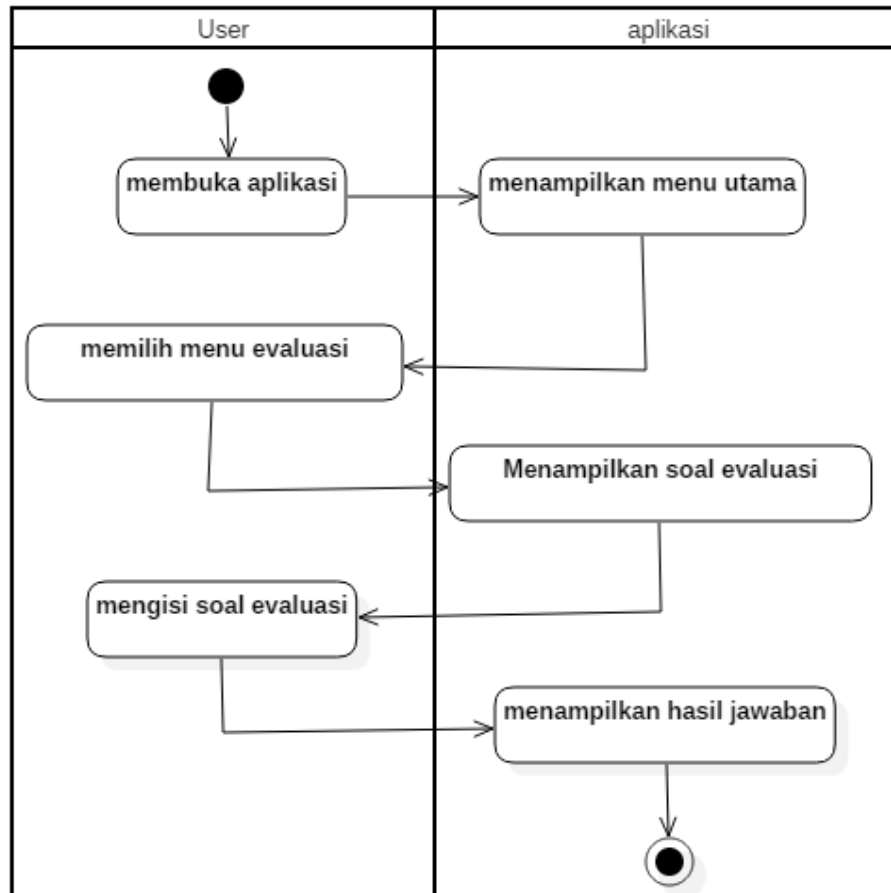 User
aplikasi
membuka aplikasi
menampilkan menu utama
memilih menu evaluasi
Menampilkan soal evaluasi
mengisi soal evaluasi
menampilkan hasil jawaban